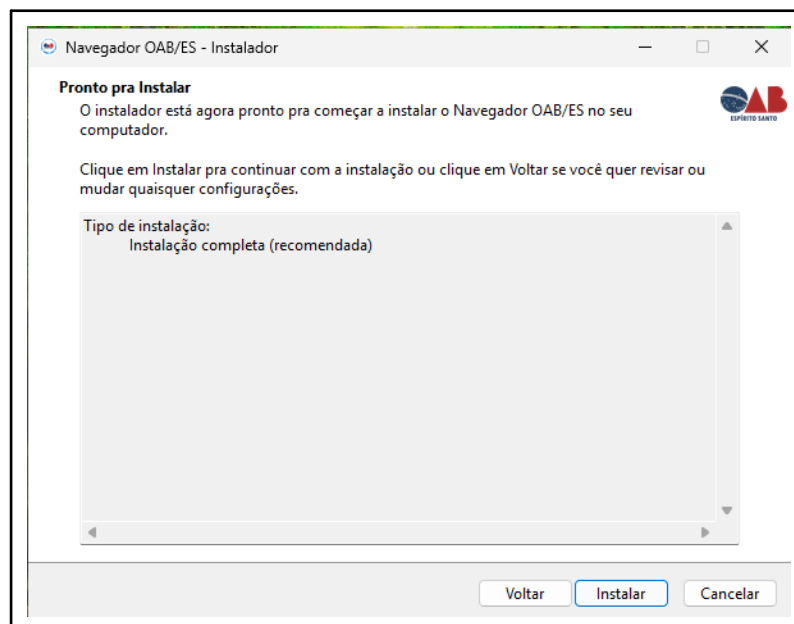 Navegador OAB/ES - Instalador
Pronto pra Instalar
O instalador está agora pronto pra começar a instalar o Navegador OAB/ES no seu
computador.
OAB
ESPÍRITO SANTO
Clique em Instalar pra continuar com a instalação ou clique em Voltar se você quer revisar ou
mudar quaisquer configurações.
Tipo de instalação:
Instalação completa (recomendada)
Voltar
Instalar
Cancelar